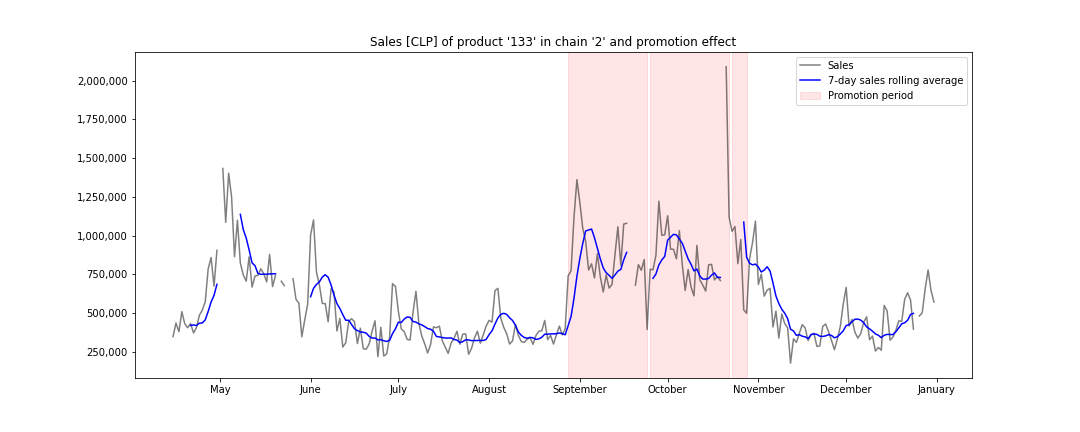 Sales [CLP] of product '133' in chain '2' and promotion effect
Sales
7-day sales rolling average
Promotion period
2,000,000
1,750,000
1,500,000
1,250,000
1,000,000
750,000
500,000
250,000
May June July August September October November December January